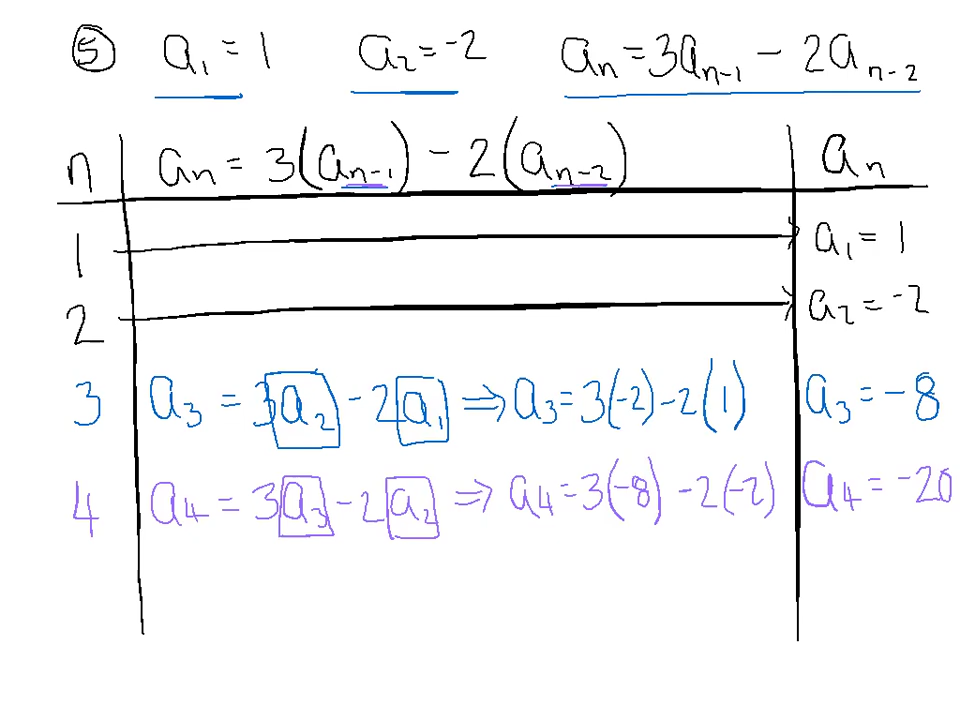 ⑤ a₁ = 1 a₂ = -2 aₙ = 3aₙ₋₁ - 2aₙ₋₂
n aₙ = 3(aₙ₋₁) - 2(aₙ₋₂) aₙ
1 a₁ = 1
2 a₂ = -2
3 a₃ = 3a₂ - 2a₁ ⇒ a₃ = 3(-2) - 2(1) a₃ = -8
4 a₄ = 3a₃ - 2a₂ ⇒ a₄ = 3(-8) - 2(-2) a₄ = -20